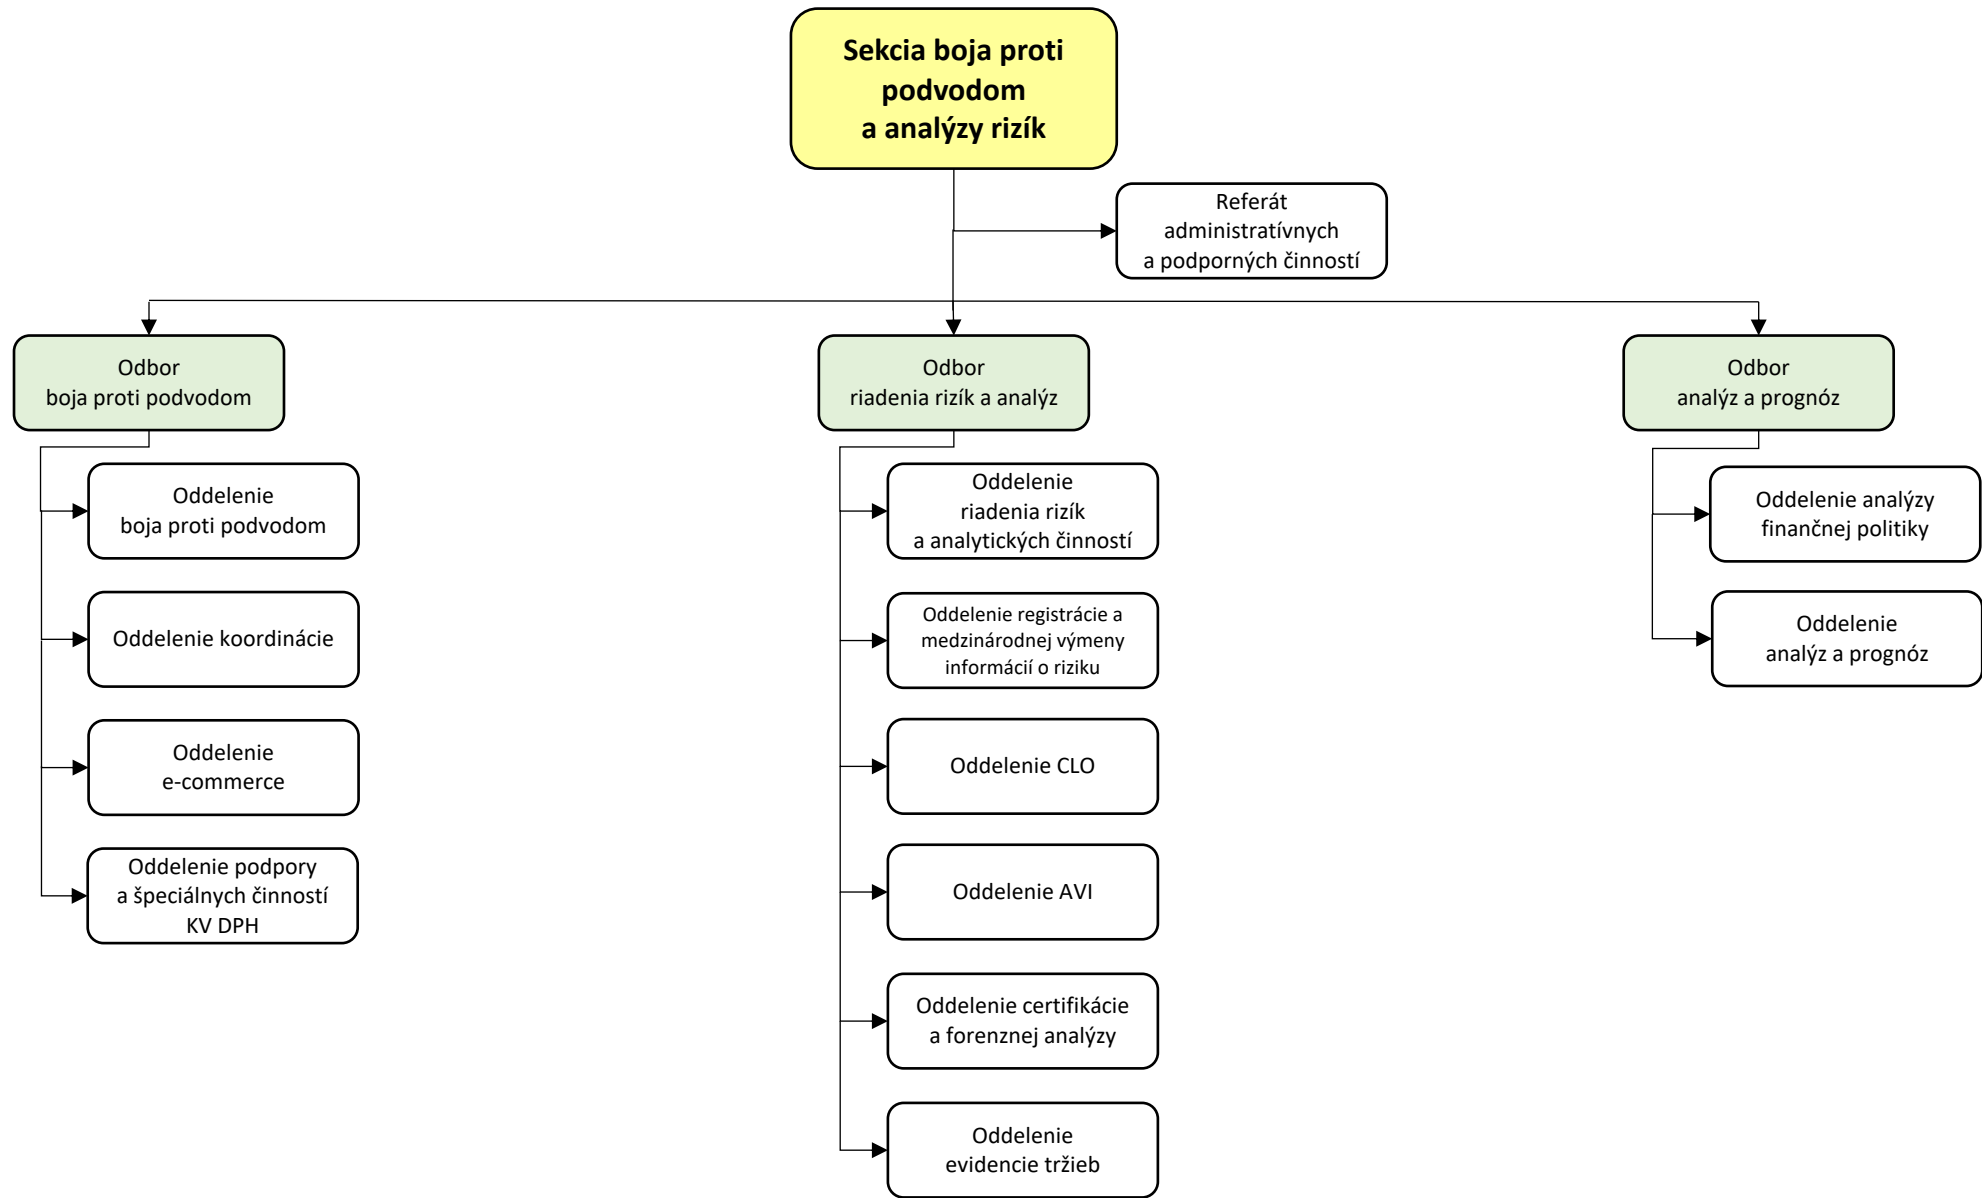 Sekcia boja proti
podvodom
a analýzy rizík
Referát
administratívnych
a podporných činností
Odbor
boja proti podvodom
Oddelenie
boja proti podvodom
Oddelenie koordinácie
Oddelenie
e-commerce
Oddelenie podpory
a špeciálnych činností
KV DPH
Odbor
riadenia rizík a analýz
Oddelenie
riadenia rizík
a analytických činností
Oddelenie registrácie a
medzinárodnej výmeny
informácií o riziku
Oddelenie CLO
Oddelenie AVI
Oddelenie certifikácie
a forenznej analýzy
Oddelenie
evidencie tržieb
Odbor
analýz a prognóz
Oddelenie analýzy
finančnej politiky
Oddelenie
analýz a prognóz